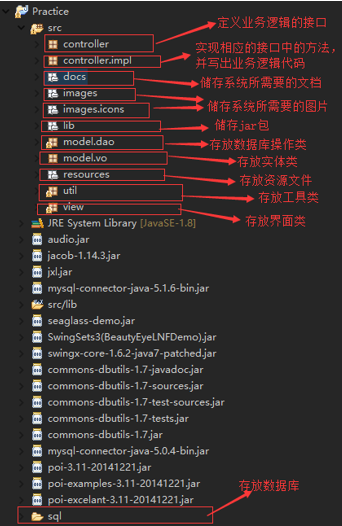 Practice
src
controller
定义业务逻辑的接口
controller.impl
实现相应的接口中的方法，
并写出业务逻辑代码
docs
储存系统所需要的文档
images
images.icons
储存系统所需要的图片
lib
储存jar包
model.dao
存放数据库操作类
model.vo
存放实体类
resources
存放资源文件
util
存放工具类
view
存放界面类
JRE System Library [JavaSE-1.8]
audio.jar
jacob-1.14.3.jar
jxl.jar
mysql-connector-java-5.1.6-bin.jar
src/lib
seaglass-demo.jar
SwingSets3(BeautyEyeLNFDemo).jar
swingx-core-1.6.2-java7-patched.jar
commons-dbutils-1.7-javadoc.jar
commons-dbutils-1.7-sources.jar
commons-dbutils-1.7-test-sources.jar
commons-dbutils-1.7-tests.jar
commons-dbutils-1.7.jar
mysql-connector-java-5.0.4-bin.jar
poi-3.11-20141221.jar
poi-examples-3.11-20141221.jar
poi-excelant-3.11-20141221.jar
存放数据库
sql